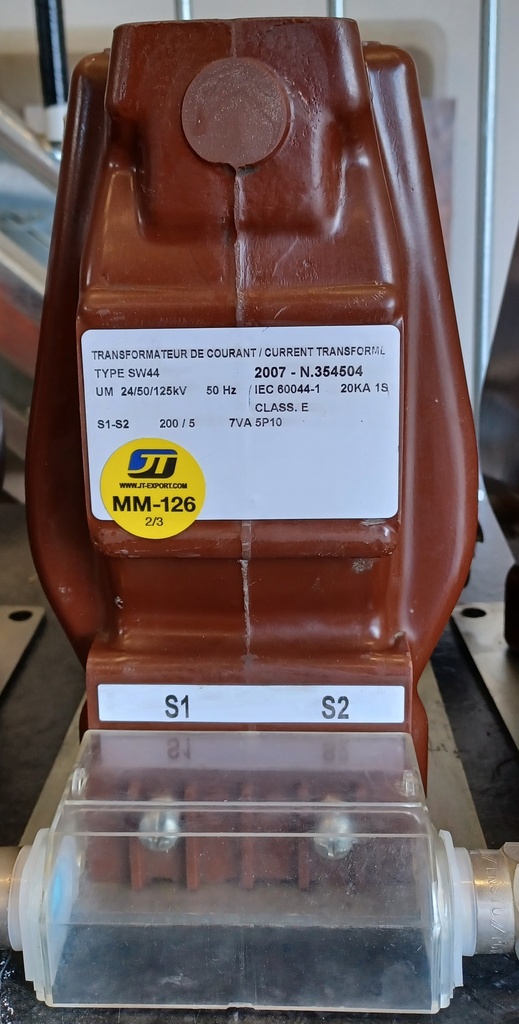 TRANSFORMATEUR DE COURANT / CURRENT TRANSFORME
TYPE SW44 2007 - N.354504
UM 24/50/125kV 50 Hz IEC 60044-1 20KA 1S
CLASS. E
S1-S2 200 / 5 7VA 5P10
JT
WWW.JT-EXPORT.COM
MM-126
2/3
S1 S2